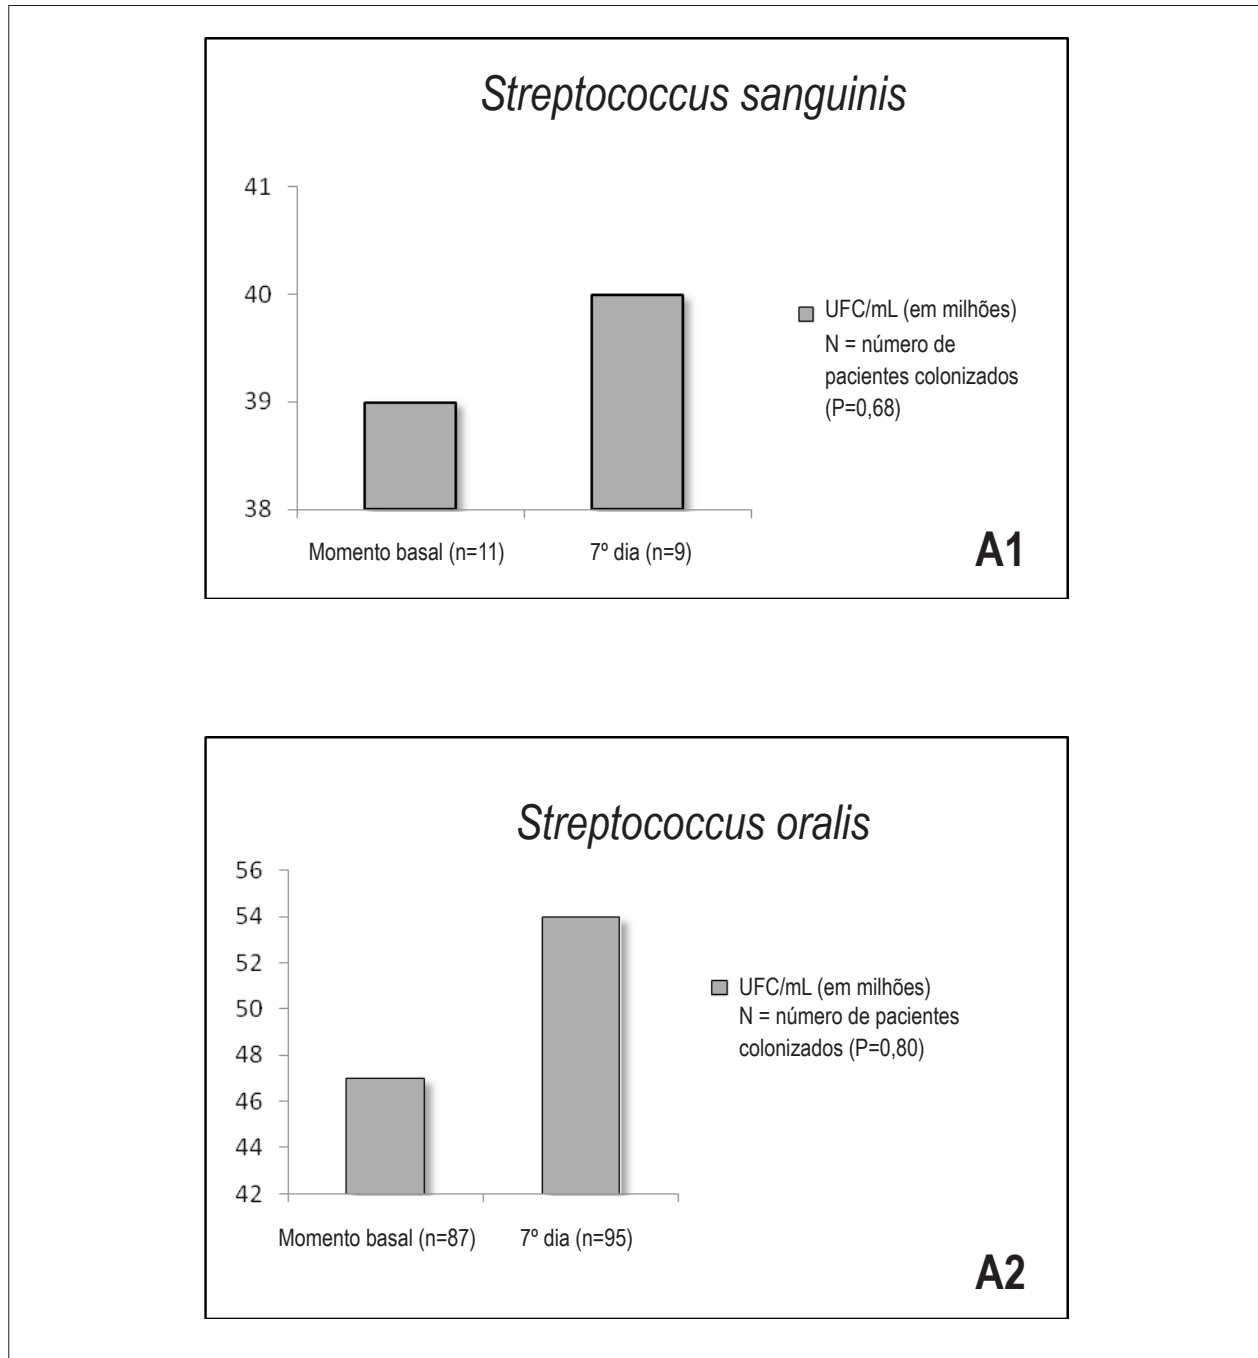 Streptococcus sanguinis
41
40
39
38
UFC/mL (em milhões)
N = número de
pacientes colonizados
(P=0,68)
Momento basal (n=11)
7º dia (n=9)
A1
Streptococcus oralis
56
54
52
50
48
46
44
42
UFC/mL (em milhões)
N = número de pacientes
colonizados (P=0,80)
Momento basal (n=87)
7º dia (n=95)
A2